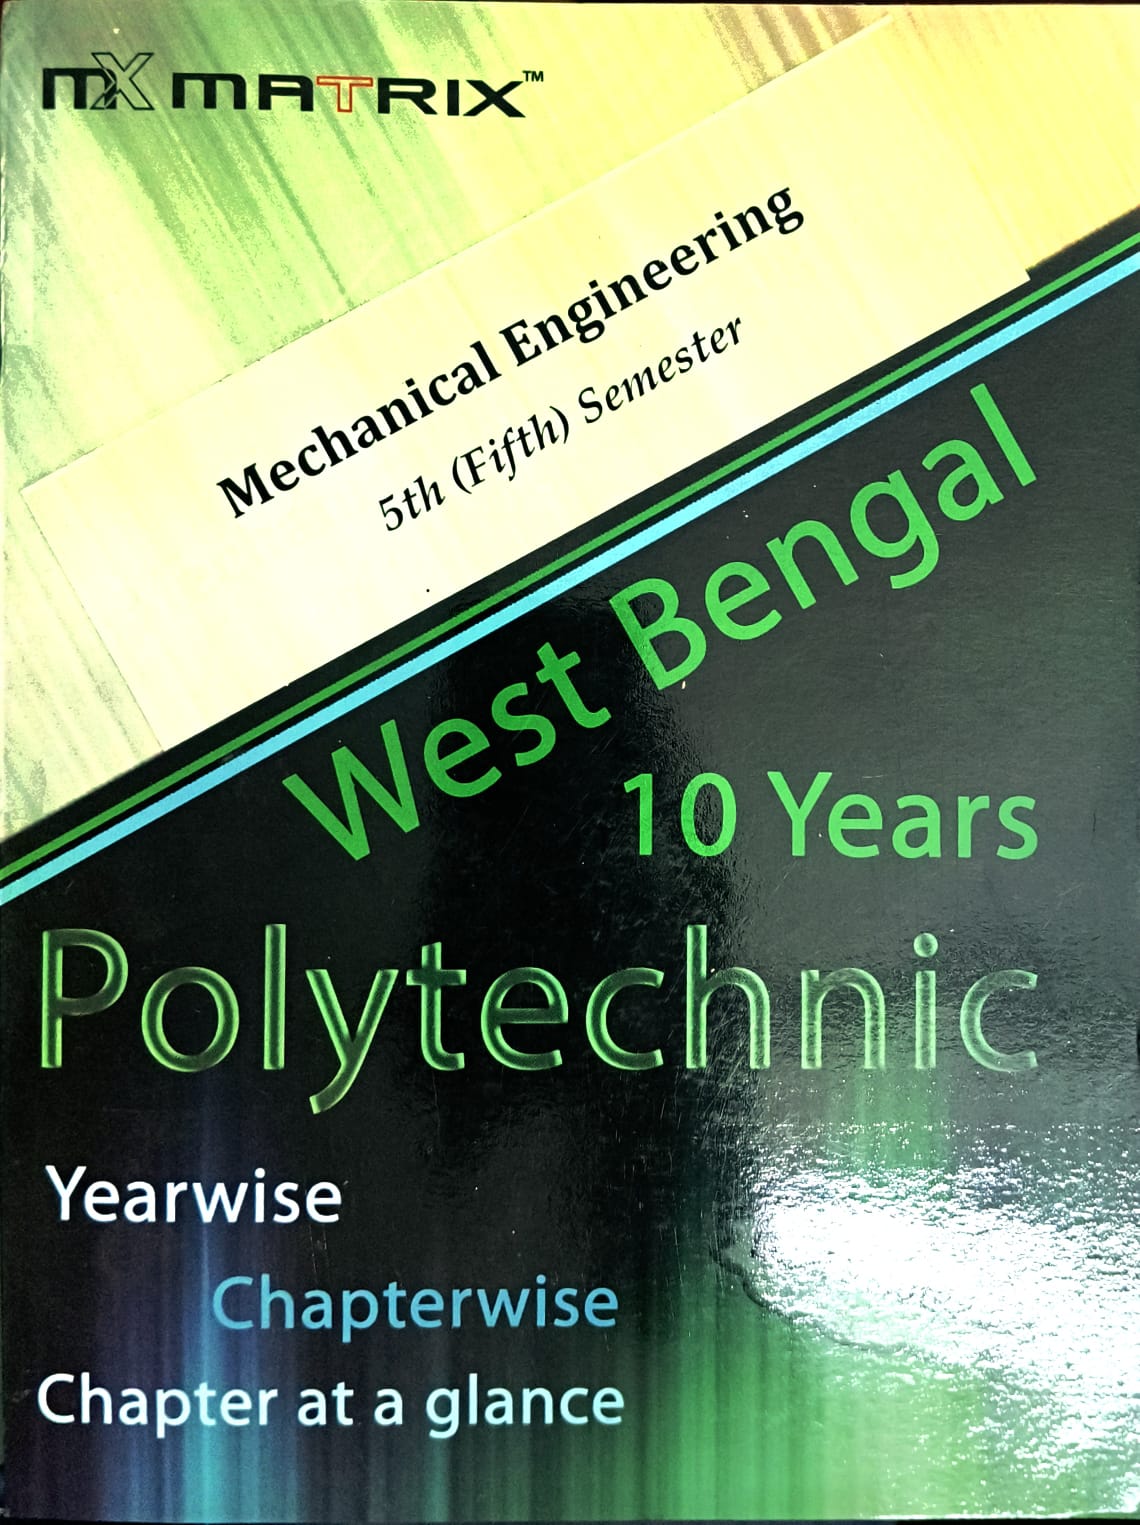 mX MATRIX™
Mechanical Engineering
5th (Fifth) Semester
West Bengal
10 Years
Polytechnic
Yearwise
Chapterwise
Chapter at a glance